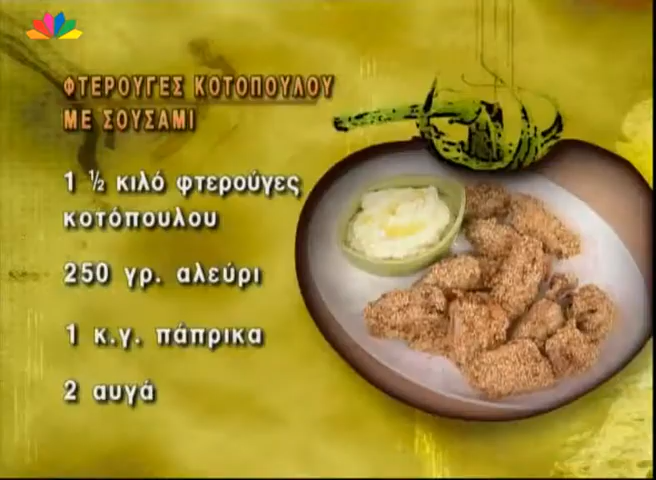 ΦΤΕΡΟΥΓΕΣ ΚΟΤΟΠΟΥΛΟΥ
ΜΕ ΣΟΥΣΑΜΙ
1 ½ κιλό φτερούγες
κοτόπουλου
250 γρ. αλεύρι
1 κ.γ. πάπρικα
2 αυγά